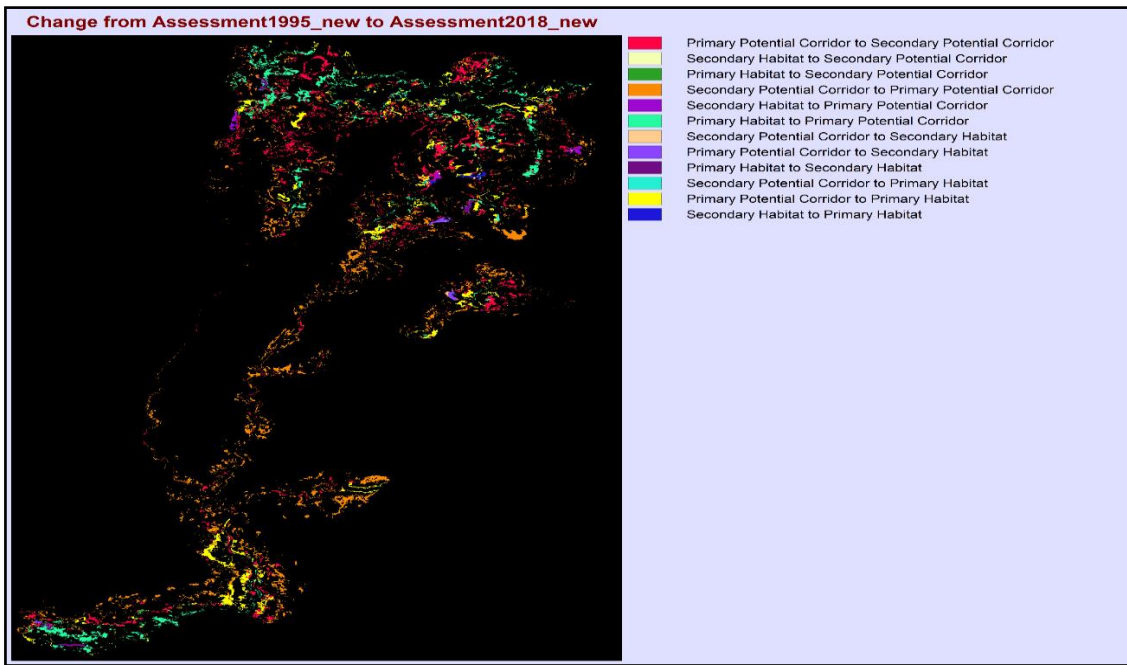 Change from Assessment1995_new to Assessment2018_new
Primary Potential Corridor to Secondary Potential Corridor
Secondary Habitat to Secondary Potential Corridor
Primary Habitat to Secondary Potential Corridor
Secondary Potential Corridor to Primary Potential Corridor
Secondary Habitat to Primary Potential Corridor
Primary Habitat to Primary Potential Corridor
Secondary Potential Corridor to Secondary Habitat
Primary Potential Corridor to Secondary Habitat
Primary Habitat to Secondary Habitat
Secondary Potential Corridor to Primary Habitat
Primary Potential Corridor to Primary Habitat
Secondary Habitat to Primary Habitat